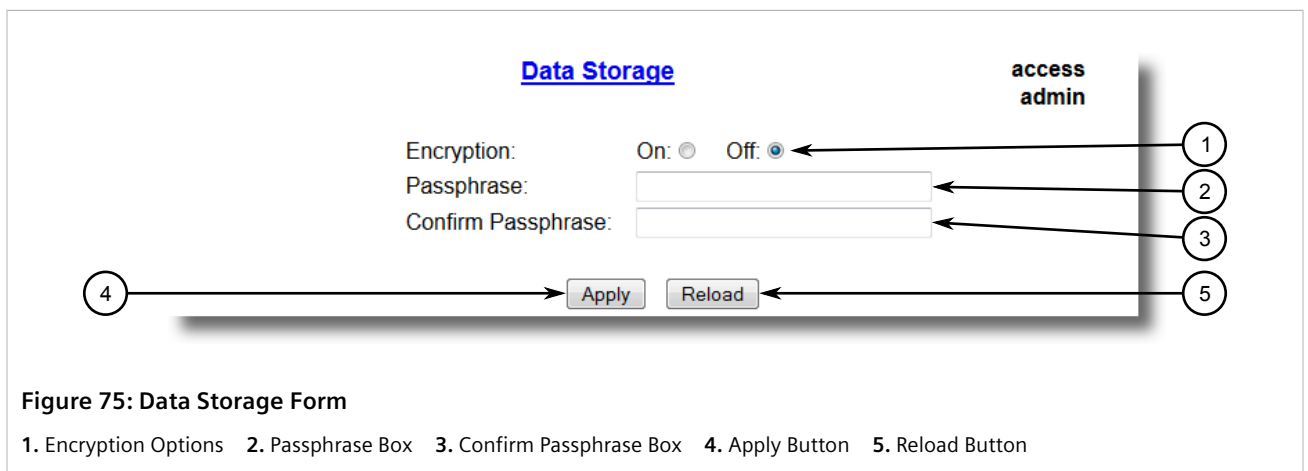 Data Storage
access
admin
Encryption: On: Off: 1
Passphrase: 2
Confirm Passphrase: 3
4 Apply Reload 5
Figure 75: Data Storage Form
1. Encryption Options 2. Passphrase Box 3. Confirm Passphrase Box 4. Apply Button 5. Reload Button